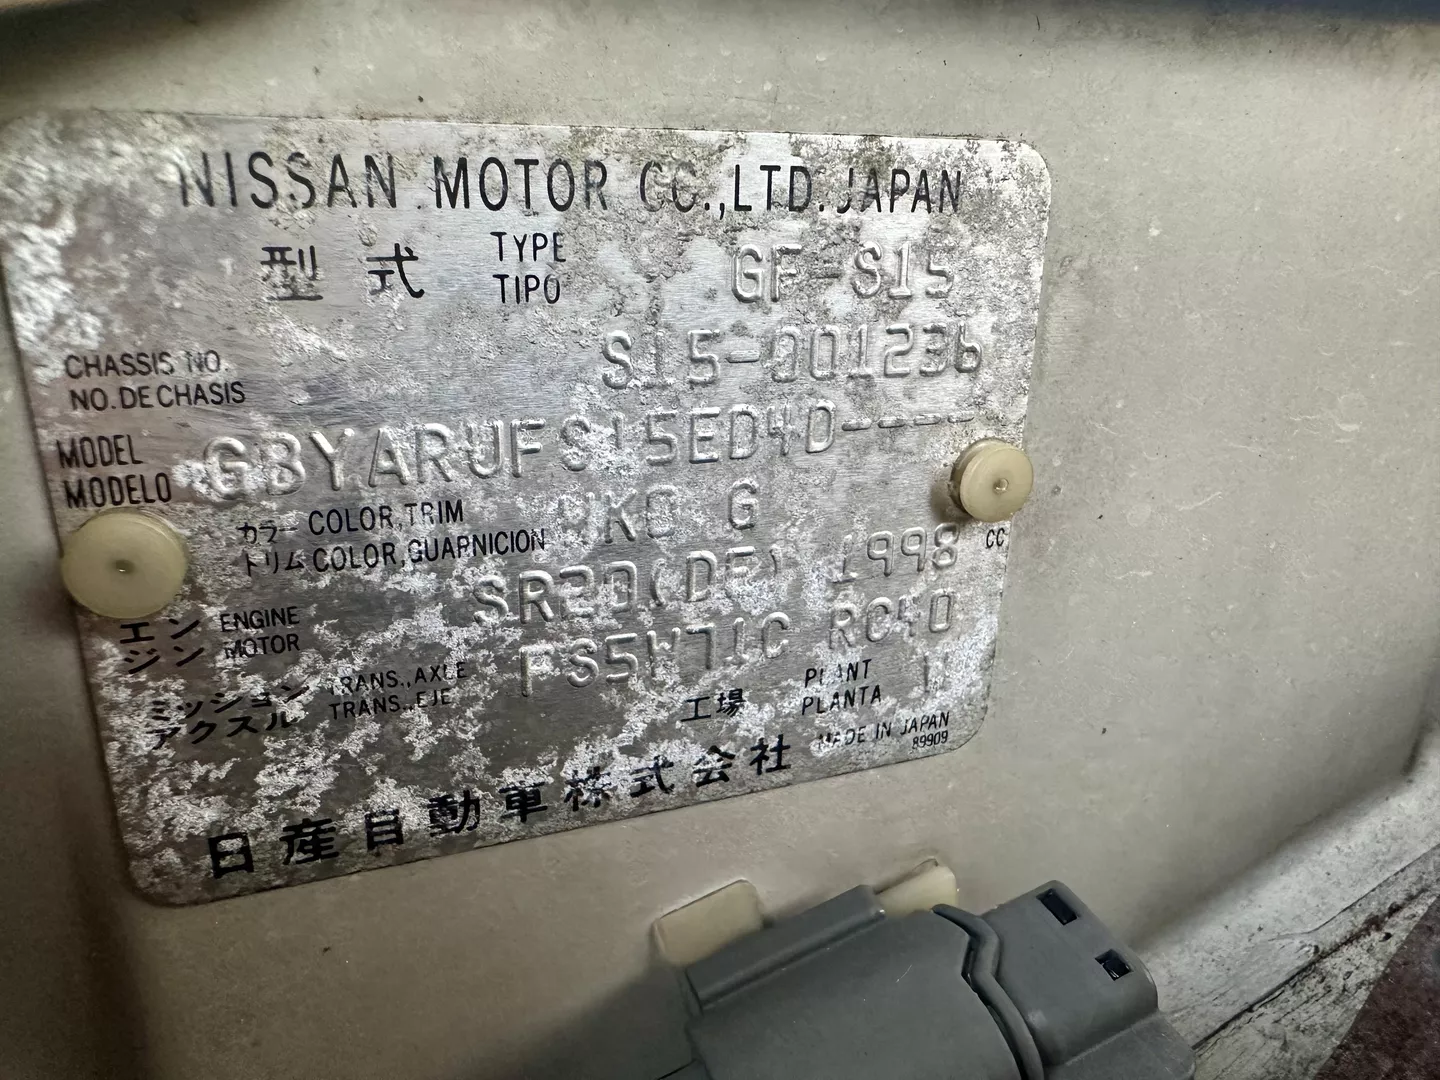 NISSAN MOTOR CO.,LTD. JAPAN
型 式 TYPE GF-S15
TIPO
S15-001236
CHASSIS NO.
NO. DE CHASIS
MODEL GBYARUFS15ED4D----
MODELO
カラー COLOR,TRIM G
トリム COLOR,GUARNICION
エン ENGINE SR20(DE) 1998 CC
ジン MOTOR
ミッション TRANS.,AXLE FS5W71C RC40
アクスル TRANS.,EJE
工場 PLANT
PLANTA
MADE IN JAPAN
89909
日産自動車株式会社